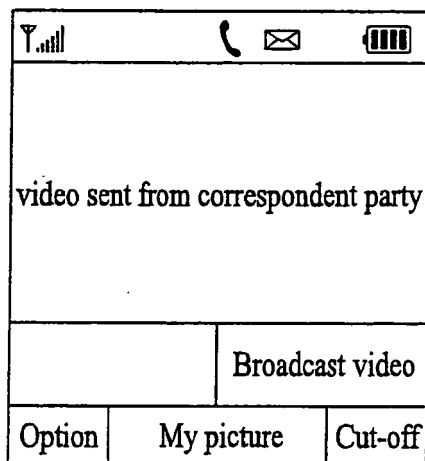 video sent from correspondent party
Broadcast video
Option My picture Cut-off